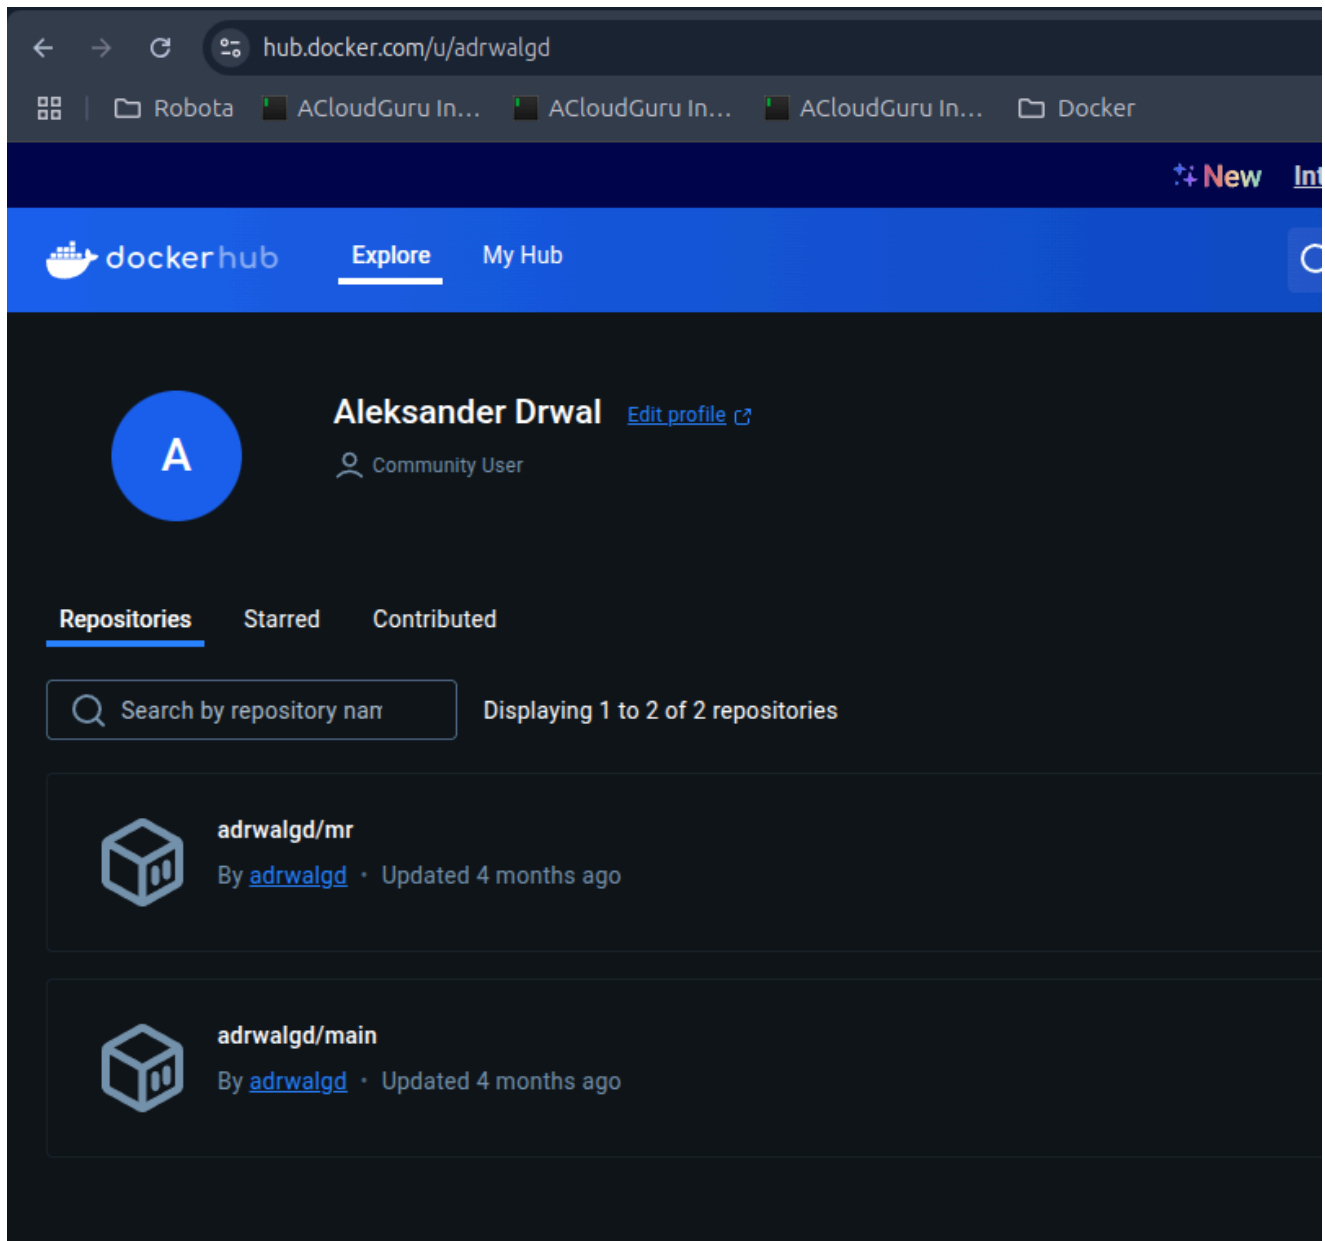 hub.docker.com/u/adrwalgd
Robota ACloudGuru In... ACloudGuru In... ACloudGuru In... Docker
New Int
dockerhub Explore My Hub
A
Aleksander Drwal Edit profile
Community User
Repositories Starred Contributed
Search by repository nam Displaying 1 to 2 of 2 repositories
adrwalgd/mr
By adrwalgd • Updated 4 months ago
adrwalgd/main
By adrwalgd • Updated 4 months ago